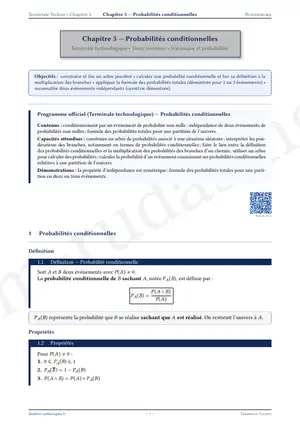 Terminale Techno • Chapitre 5
Chapitre 5 — Probabilités conditionnelles
Chapitre 5 — Probabilités conditionnelles
Terminale technologique • Tronc commun • Statistique et probabilités
Objectifs : construire et lire un arbre pondéré • calculer une probabilité conditionnelle et lier sa définition à la
multiplication des branches • appliquer la formule des probabilités totales (démontrée pour 2 ou 3 événements) •
reconnaître deux événements indépendants (symétrie démontrée).
Programme officiel (Terminale technologique) — Probabilités conditionnelles
Contenus : conditionnement par un événement de probabilité non nulle ; indépendance de deux événements de
probabilités non nulles ; formule des probabilités totales pour une partition de l'univers.
Capacités attendues : construire un arbre de probabilités associé à une situation aléatoire ; interpréter les pon-
dérations des branches, notamment en termes de probabilités conditionnelles ; faire le lien entre la définition
des probabilités conditionnelles et la multiplication des probabilités des branches d'un chemin ; utiliser un arbre
pour calculer des probabilités ; calculer la probabilité d'un événement connaissant ses probabilités conditionnelles
relatives à une partition de l'univers.
Démonstrations : la propriété d'indépendance est symétrique ; formule des probabilités totales pour une parti-
tion en deux ou trois événements.
1 Probabilités conditionnelles
Définition
1.1 Définition — Probabilité conditionnelle
Soit A et B deux événements avec P(A) ≠ 0.
La probabilité conditionnelle de B sachant A, notée P_A(B), est définie par :
P_A(B) = P(A ∩ B) / P(A)
P_A(B) représente la probabilité que B se réalise sachant que A est réalisé. On restreint l'univers à A.
Propriétés
1.2 Propriétés
Pour P(A) ≠ 0 :
1. 0 ≤ P_A(B) ≤ 1
2. P_A(B̅) = 1 − P_A(B)
3. P(A ∩ B) = P(A) × P_A(B)
– 1 –